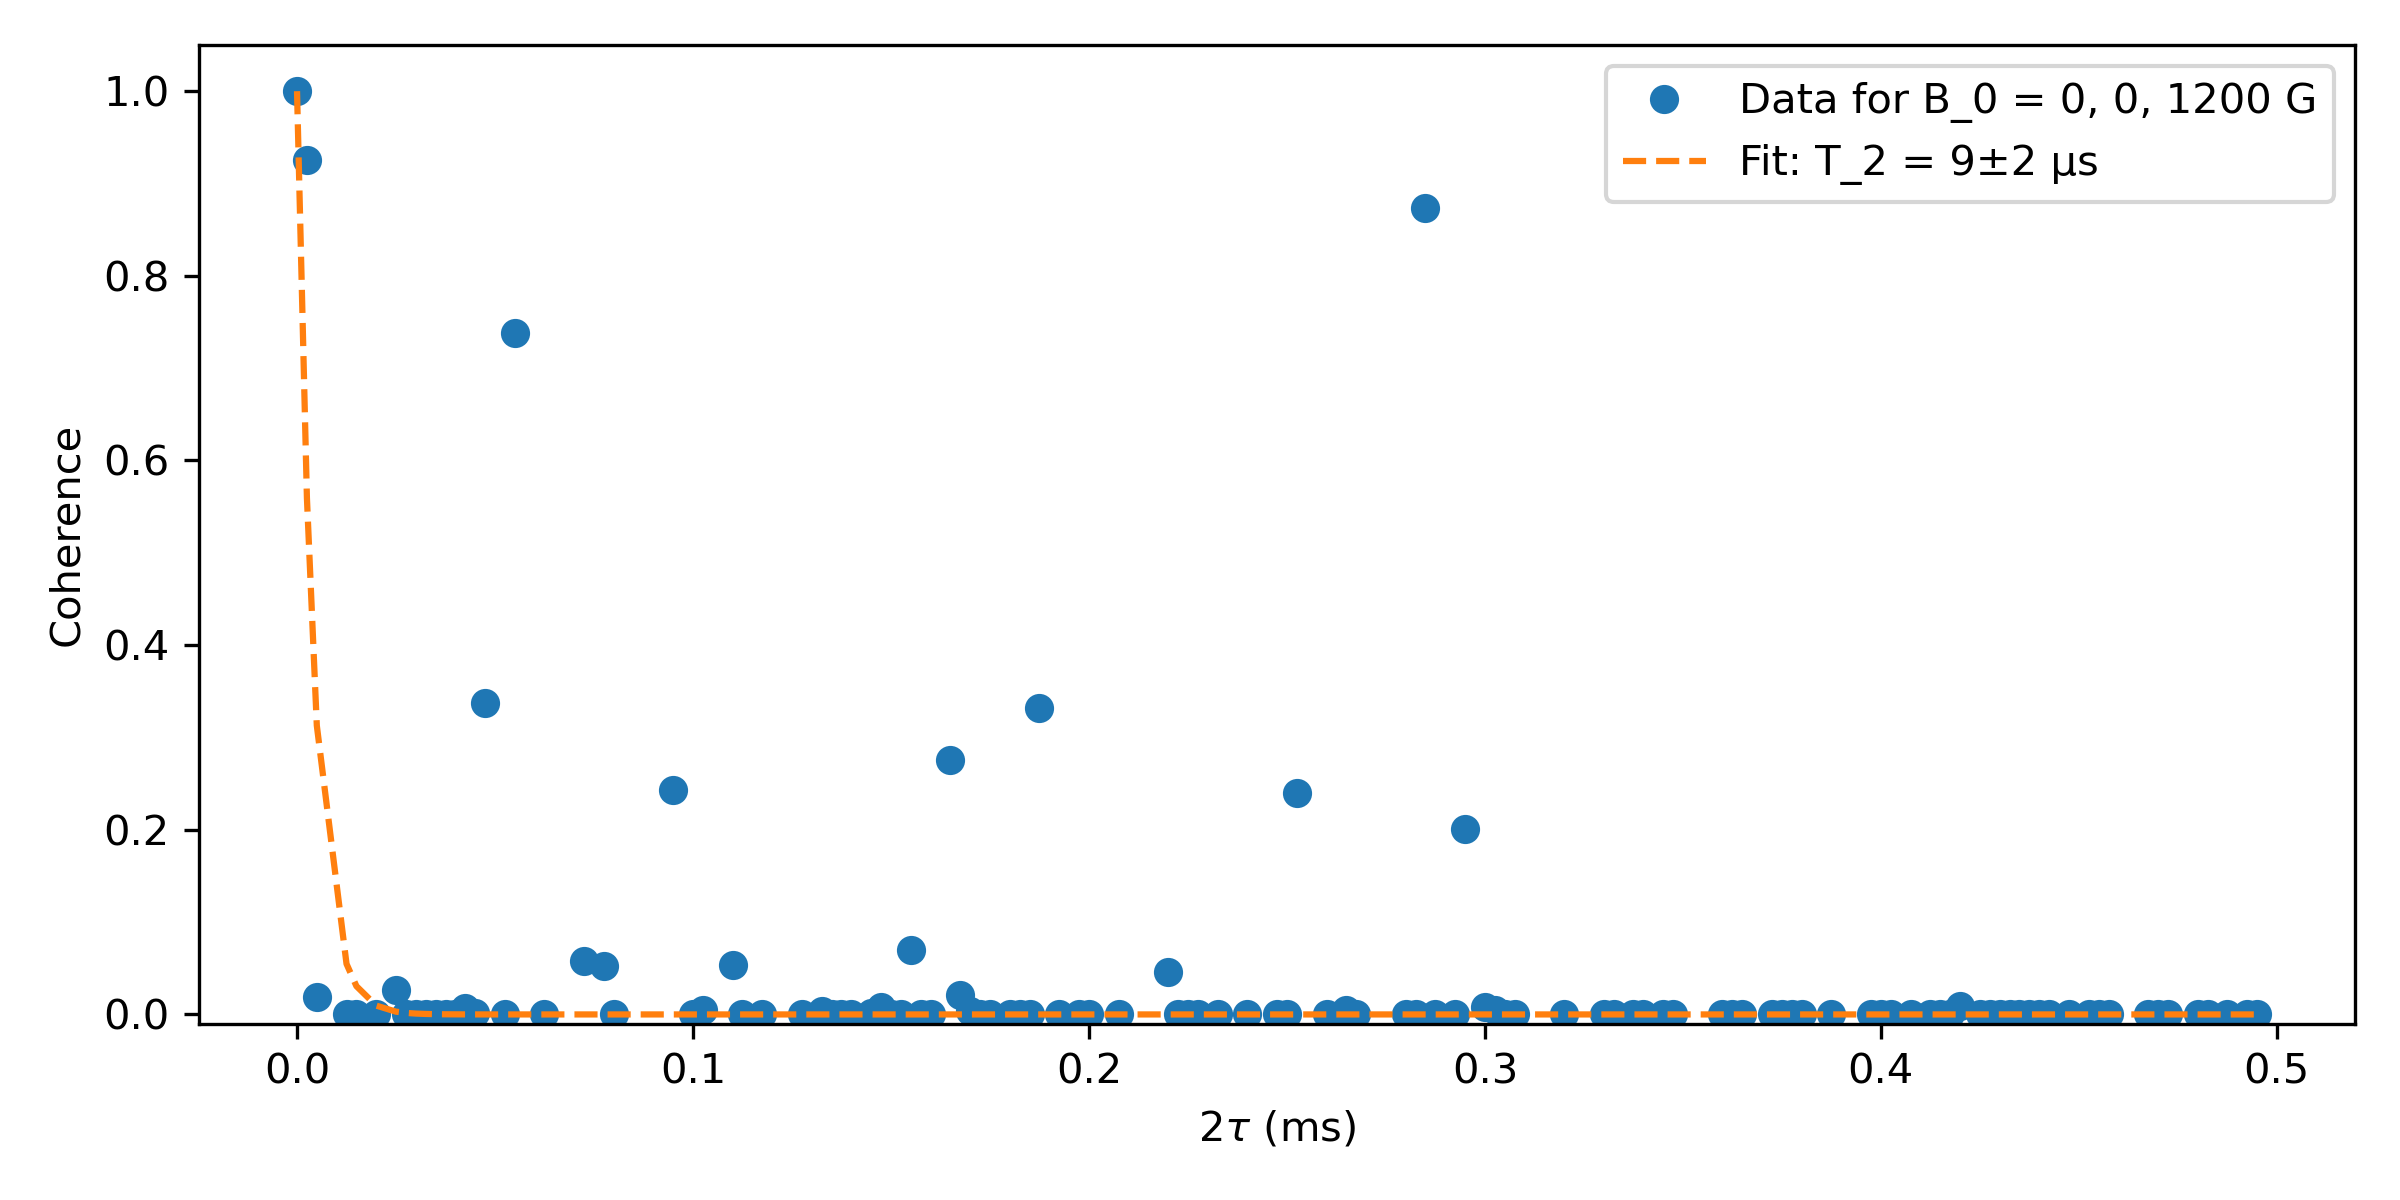 1.0
0.8
0.6
0.4
0.2
0.0
Coherence
Data for B_0 = 0, 0, 1200 G
Fit: T_2 = 9±2 µs
0.0 0.1 0.2 0.3 0.4 0.5
2τ (ms)